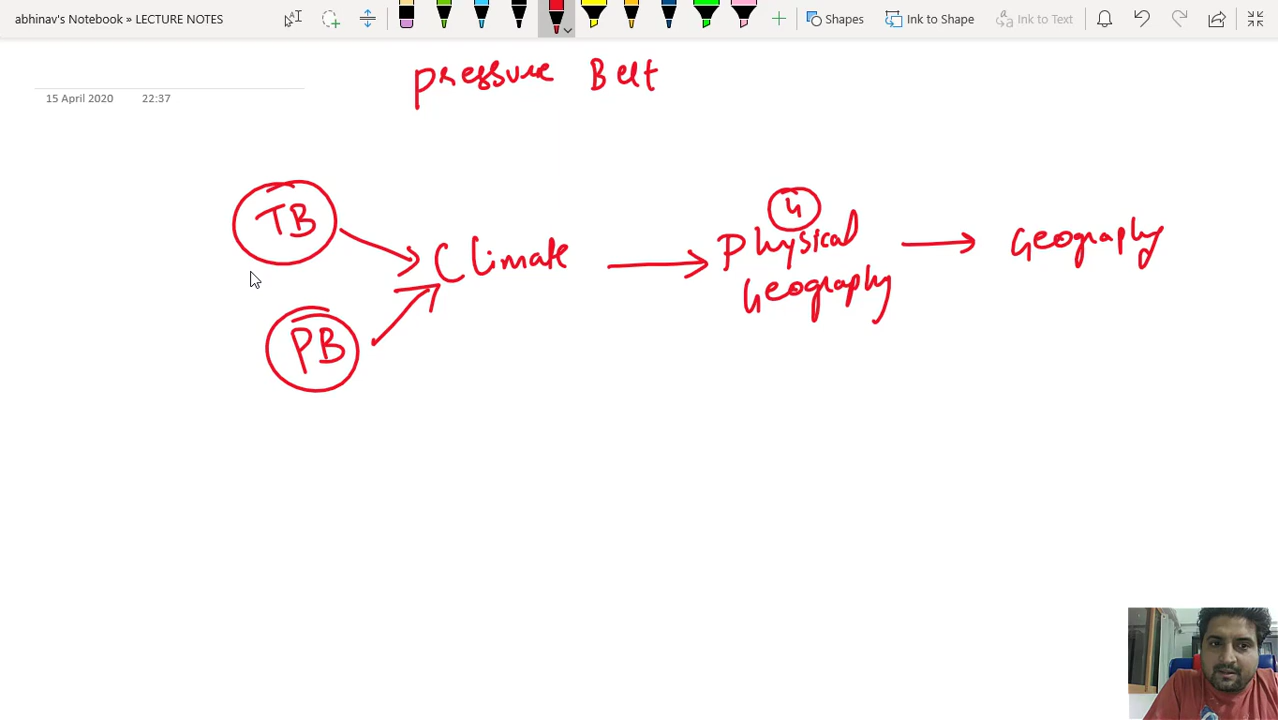 abhinav's Notebook » LECTURE NOTES
Shapes
Ink to Shape
Ink to Text
Pressure Belt
15 April 2020 22:37
TB
Climate
4
Physical
Geography
Geography
PB